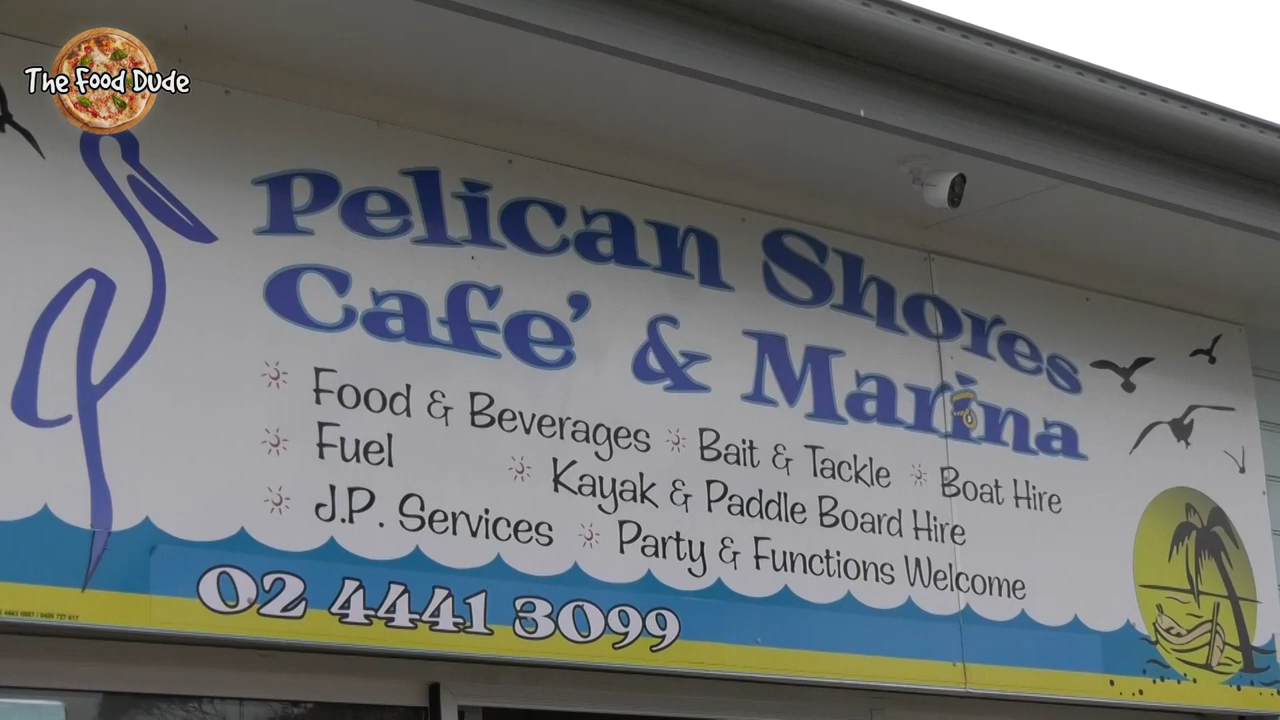 The Food Dude
Pelican Shores
Cafe' & Marina
Food & Beverages Bait & Tackle Boat Hire
Fuel Kayak & Paddle Board Hire
J.P. Services Party & Functions Welcome
02 4441 3099